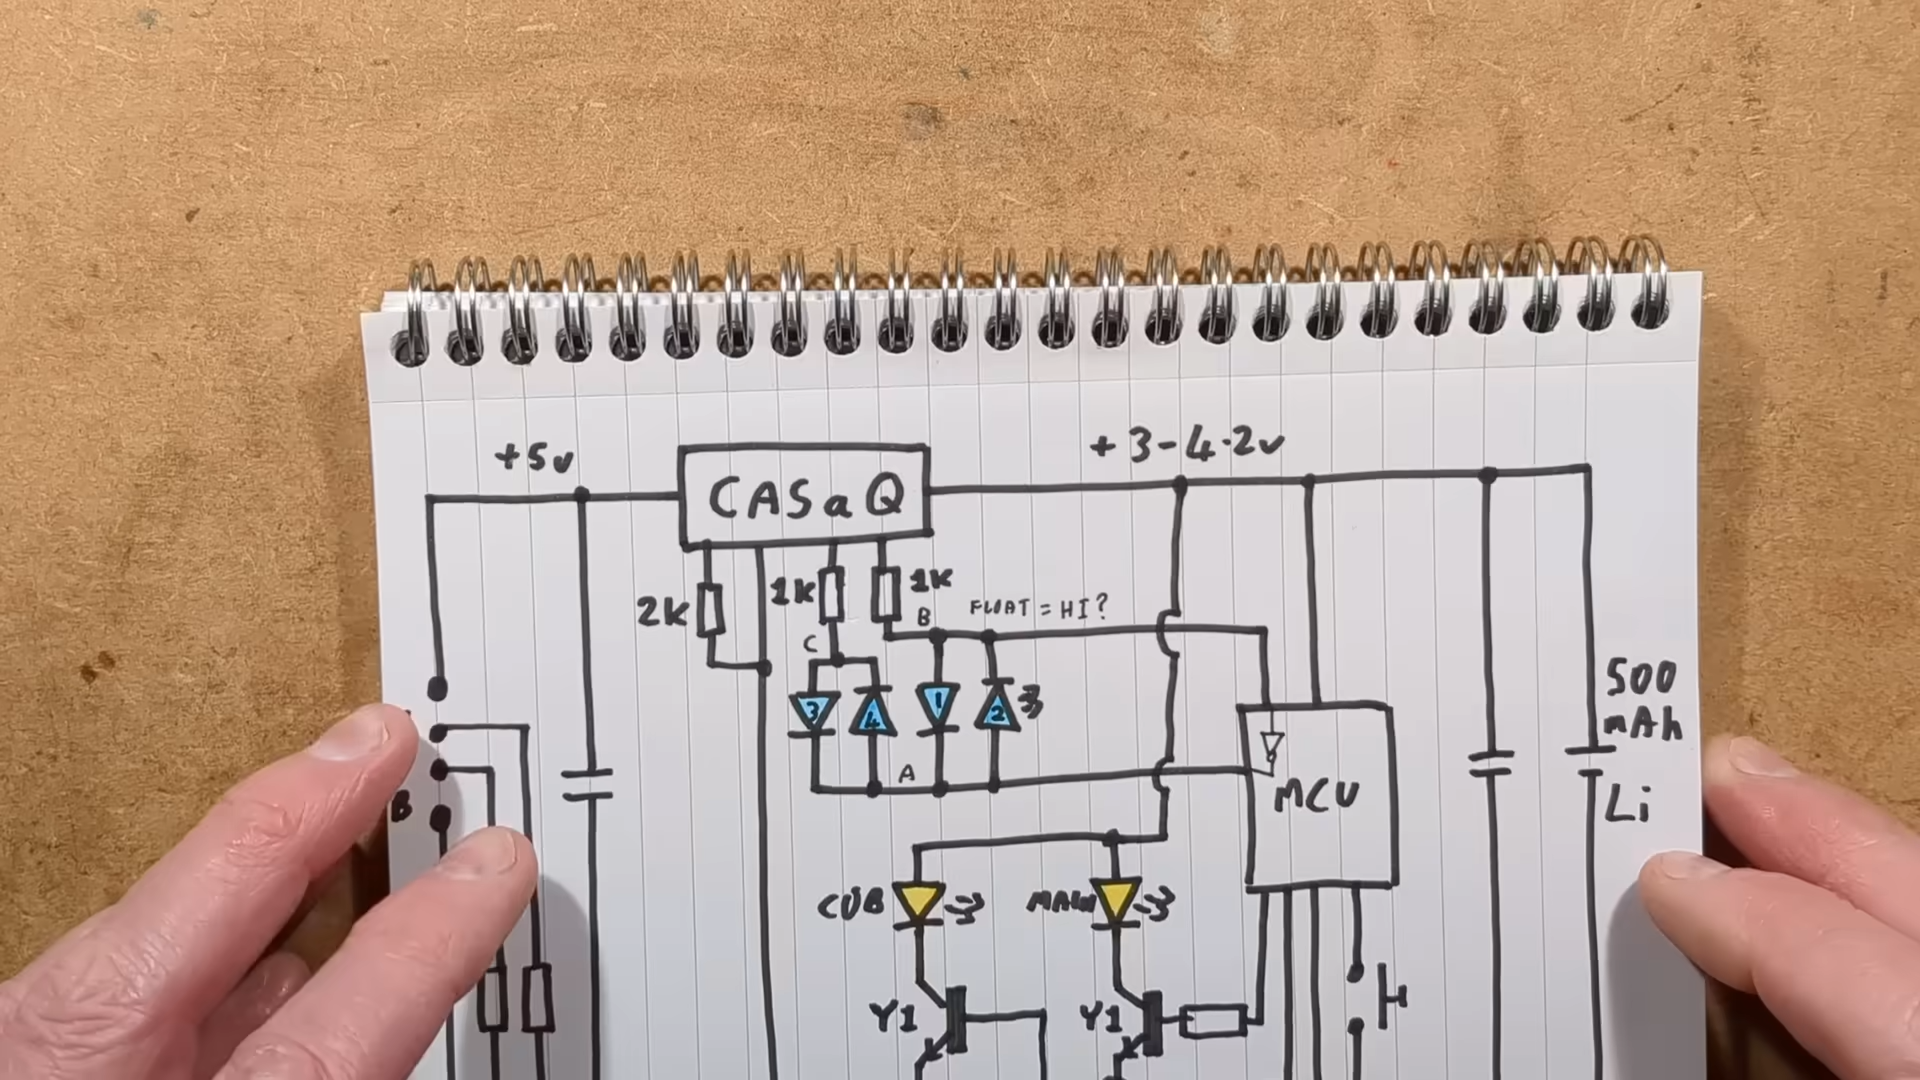 +5v
CASaQ
+3-4.2v
2K
1K
1K
B
FLOAT = HI?
C
3
4
1
2
A
MCU
500
mAh
Li
B
COB
MAIN
Y1
Y1